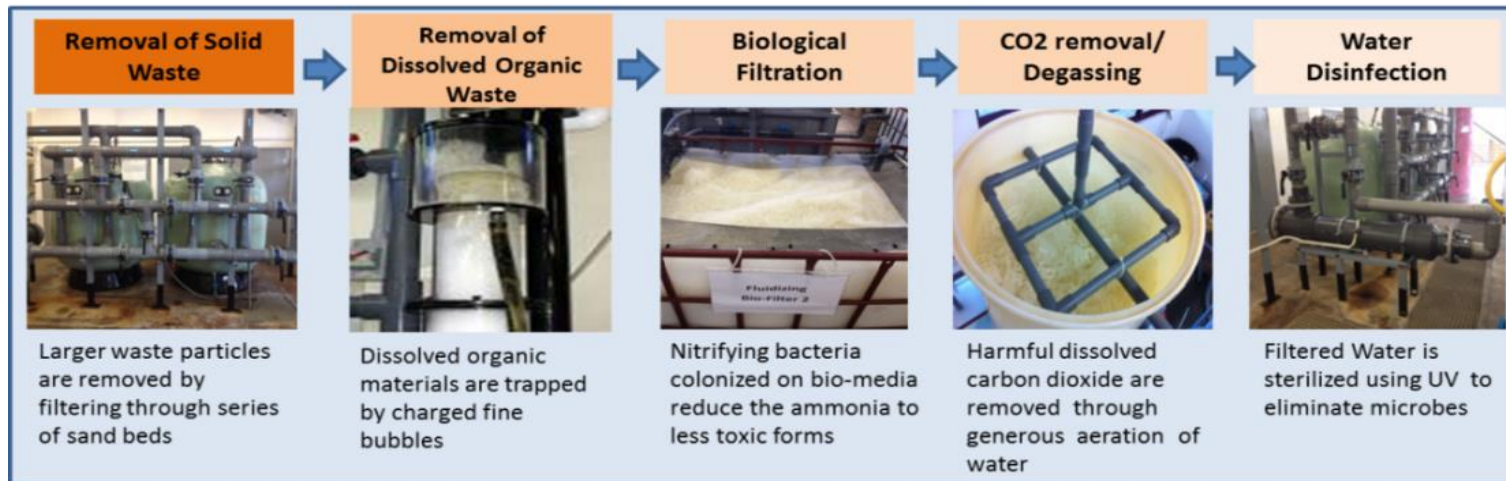 Removal of Solid
Waste
Removal of
Dissolved Organic
Waste
Biological
Filtration
CO2 removal/
Degassing
Water
Disinfection
Fluidizing
Bio-Filter 2
Larger waste particles
are removed by
filtering through series
of sand beds
Dissolved organic
materials are trapped
by charged fine
bubbles
Nitrifying bacteria
colonized on bio-media
reduce the ammonia to
less toxic forms
Harmful dissolved
carbon dioxide are
removed through
generous aeration of
water
Filtered Water is
sterilized using UV to
eliminate microbes